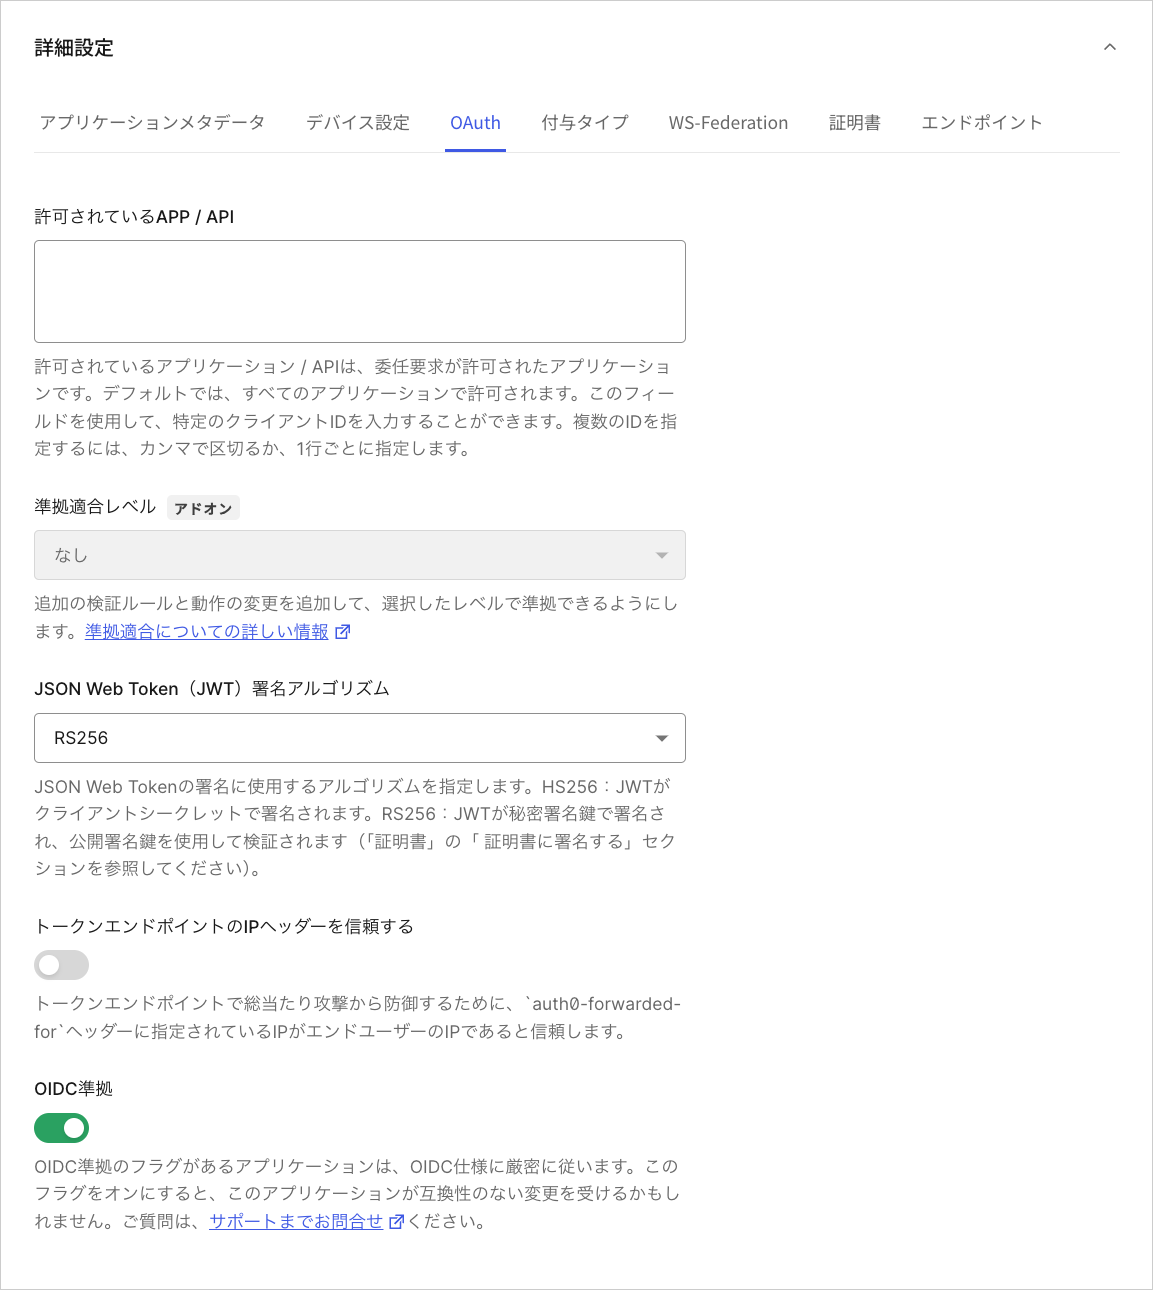 詳細設定
アプリケーションメタデータ デバイス設定 OAuth 付与タイプ WS-Federation 証明書 エンドポイント
許可されているAPP / API
許可されているアプリケーション / APIは、委任要求が許可されたアプリケーショ
ンです。デフォルトでは、すべてのアプリケーションで許可されます。このフィー
ルドを使用して、特定のクライアントIDを入力することができます。複数のIDを指
定するには、カンマで区切るか、1行ごとに指定します。
準拠適合レベル アドオン
なし
追加の検証ルールと動作の変更を追加して、選択したレベルで準拠できるようにし
ます。準拠適合についての詳しい情報
JSON Web Token（JWT）署名アルゴリズム
RS256
JSON Web Tokenの署名に使用するアルゴリズムを指定します。HS256：JWTが
クライアントシークレットで署名されます。RS256：JWTが秘密署名鍵で署名さ
れ、公開署名鍵を使用して検証されます（「証明書」の「 証明書に署名する」セク
ションを参照してください）。
トークンエンドポイントのIPヘッダーを信頼する
トークンエンドポイントで総当たり攻撃から防御するために、`auth0-forwarded-
for`ヘッダーに指定されているIPがエンドユーザーのIPであると信頼します。
OIDC準拠
OIDC準拠のフラグがあるアプリケーションは、OIDC仕様に厳密に従います。この
フラグをオンにすると、このアプリケーションが互換性のない変更を受けるかもし
れません。ご質問は、サポートまでお問合せください。